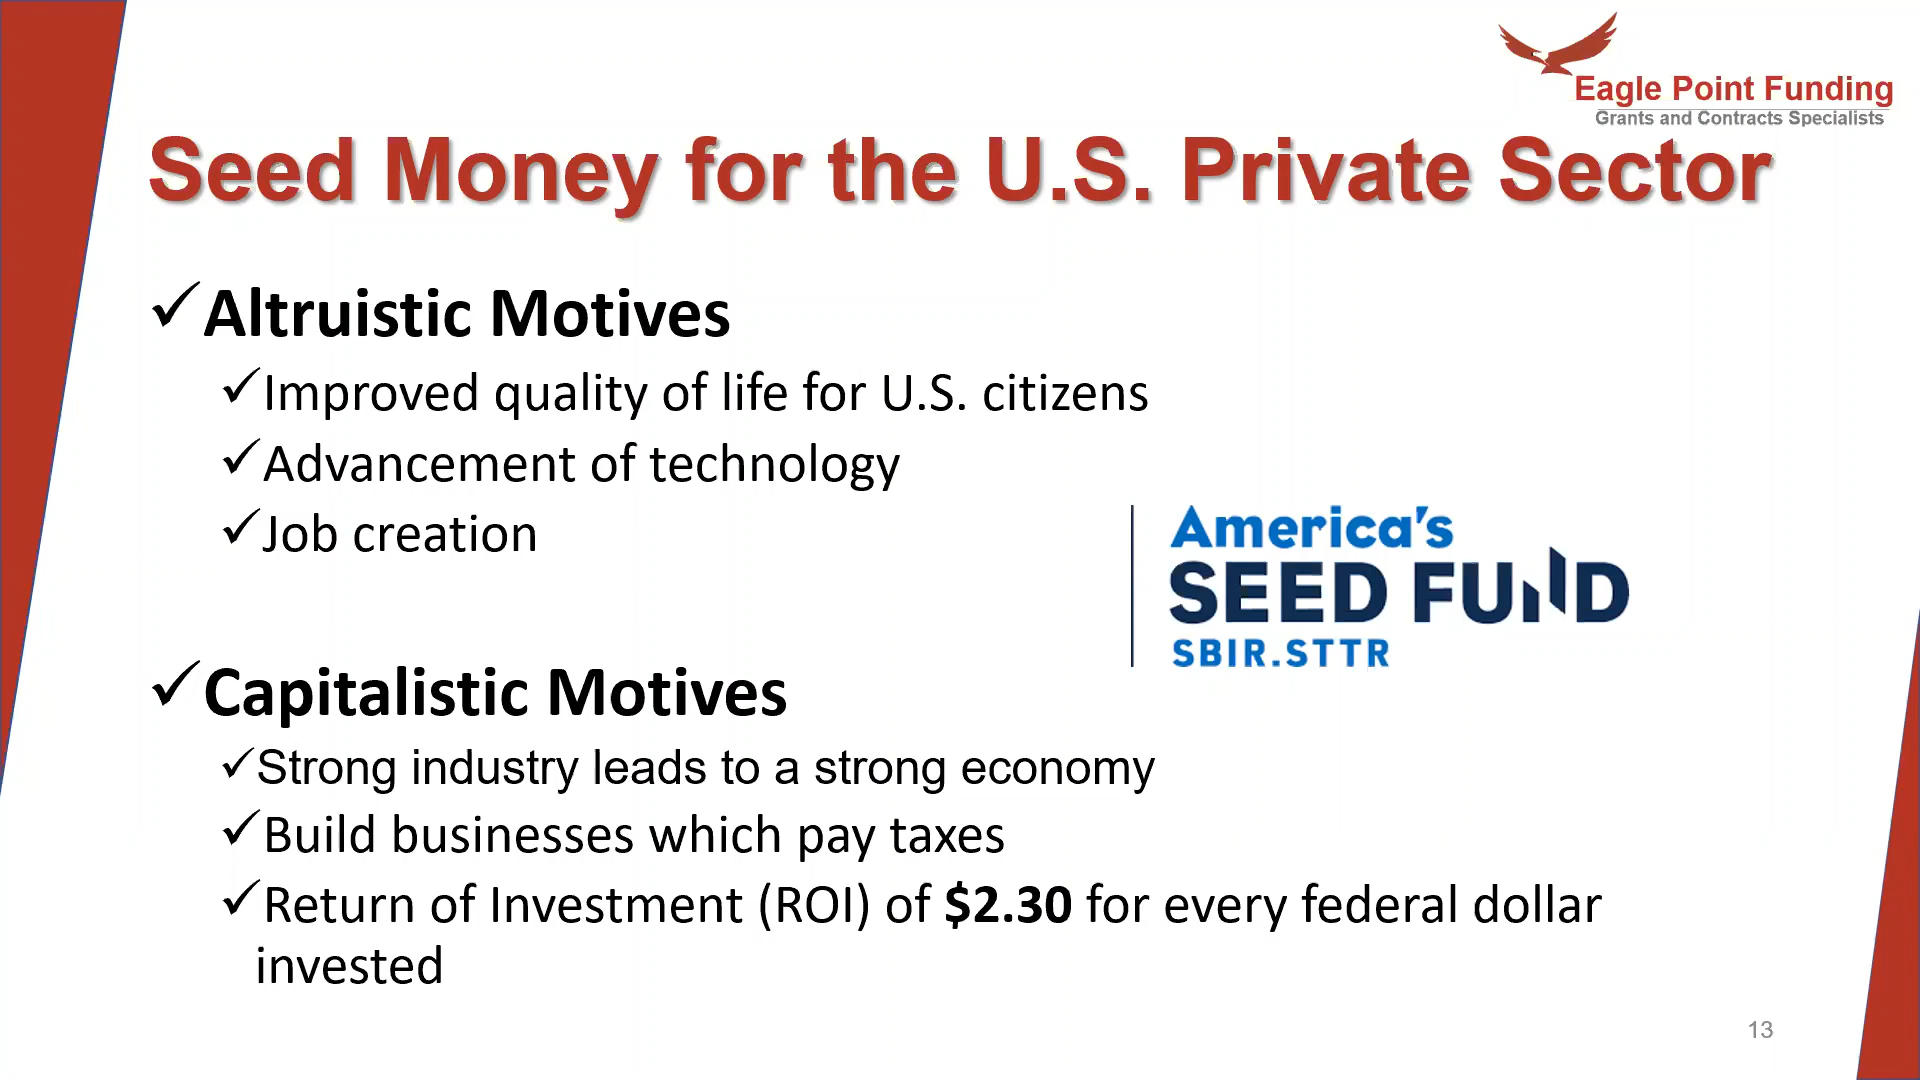 Eagle Point Funding
Grants and Contracts Specialists
Seed Money for the U.S. Private Sector
✓Altruistic Motives
✓Improved quality of life for U.S. citizens
✓Advancement of technology
✓Job creation
America's
SEED FUND
SBIR.STTR
✓Capitalistic Motives
✓Strong industry leads to a strong economy
✓Build businesses which pay taxes
✓Return of Investment (ROI) of $2.30 for every federal dollar
invested
13